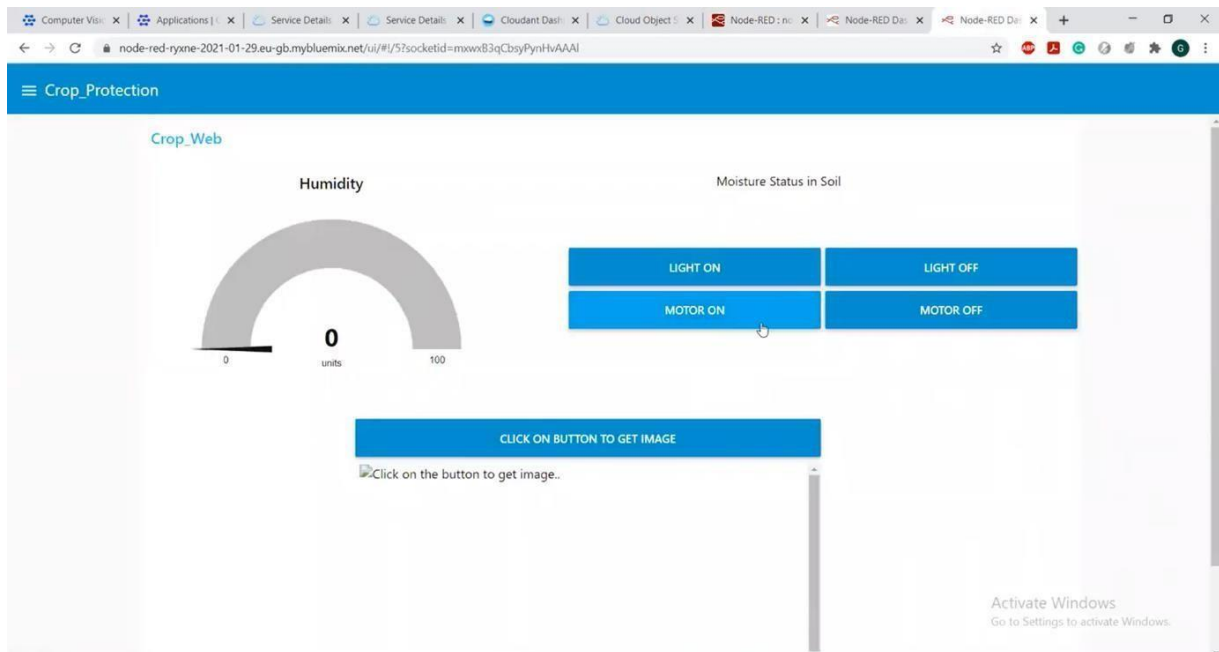 Computer Visio
Applications |
Service Details
Service Details
Cloudant Dash
Cloud Object S
Node-RED : no
Node-RED Das
Node-RED Das
node-red-ryxne-2021-01-29.eu-gb.mybluemix.net/ui/#!/5?socketid=mxwxB3qCbsyPynHvAAAl
ABP
G
Crop_Protection
Crop_Web
Humidity
Moisture Status in Soil
LIGHT ON
LIGHT OFF
MOTOR ON
MOTOR OFF
0
units
0
100
CLICK ON BUTTON TO GET IMAGE
Click on the button to get image..
Activate Windows
Go to Settings to activate Windows.